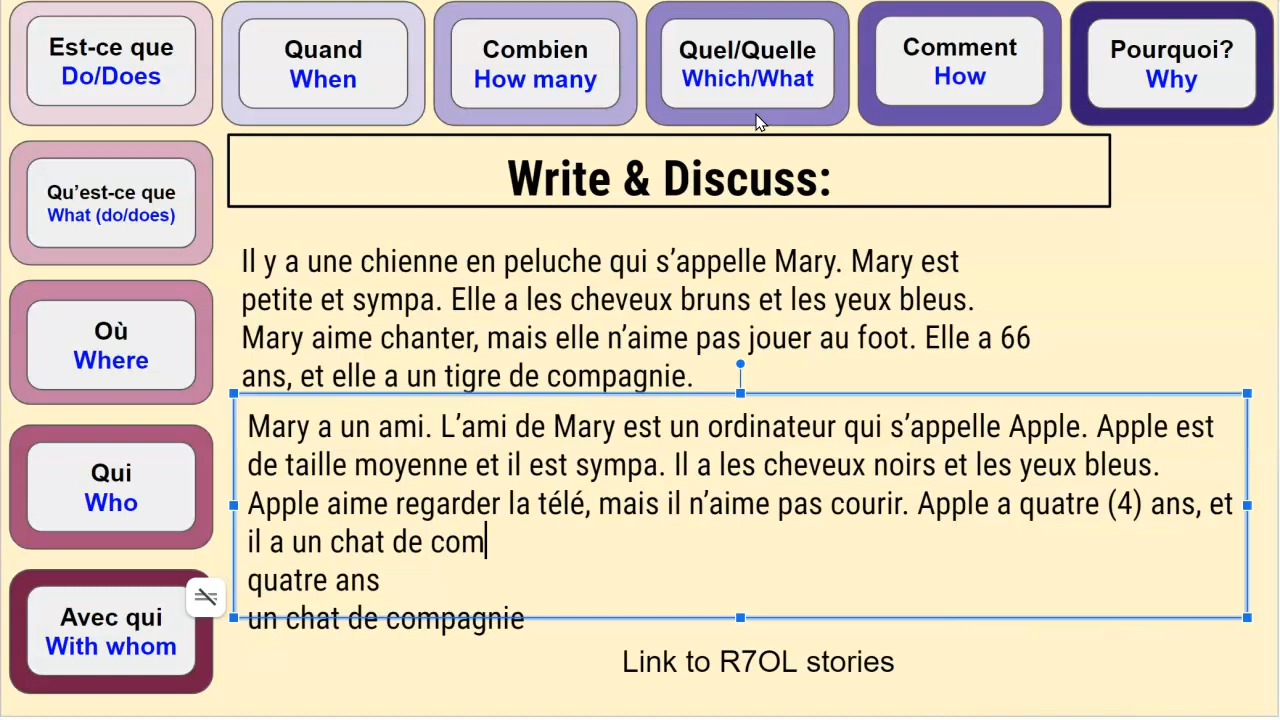 Est-ce que
Do/Does
Quand
When
Combien
How many
Quel/Quelle
Which/What
Comment
How
Pourquoi?
Why
Qu’est-ce que
What (do/does)
Où
Where
Qui
Who
Avec qui
With whom
Write & Discuss:
Il y a une chienne en peluche qui s’appelle Mary. Mary est
petite et sympa. Elle a les cheveux bruns et les yeux bleus.
Mary aime chanter, mais elle n’aime pas jouer au foot. Elle a 66
ans, et elle a un tigre de compagnie.
Mary a un ami. L’ami de Mary est un ordinateur qui s’appelle Apple. Apple est
de taille moyenne et il est sympa. Il a les cheveux noirs et les yeux bleus.
Apple aime regarder la télé, mais il n’aime pas courir. Apple a quatre (4) ans, et
il a un chat de com
quatre ans
un chat de compagnie
Link to R7OL stories